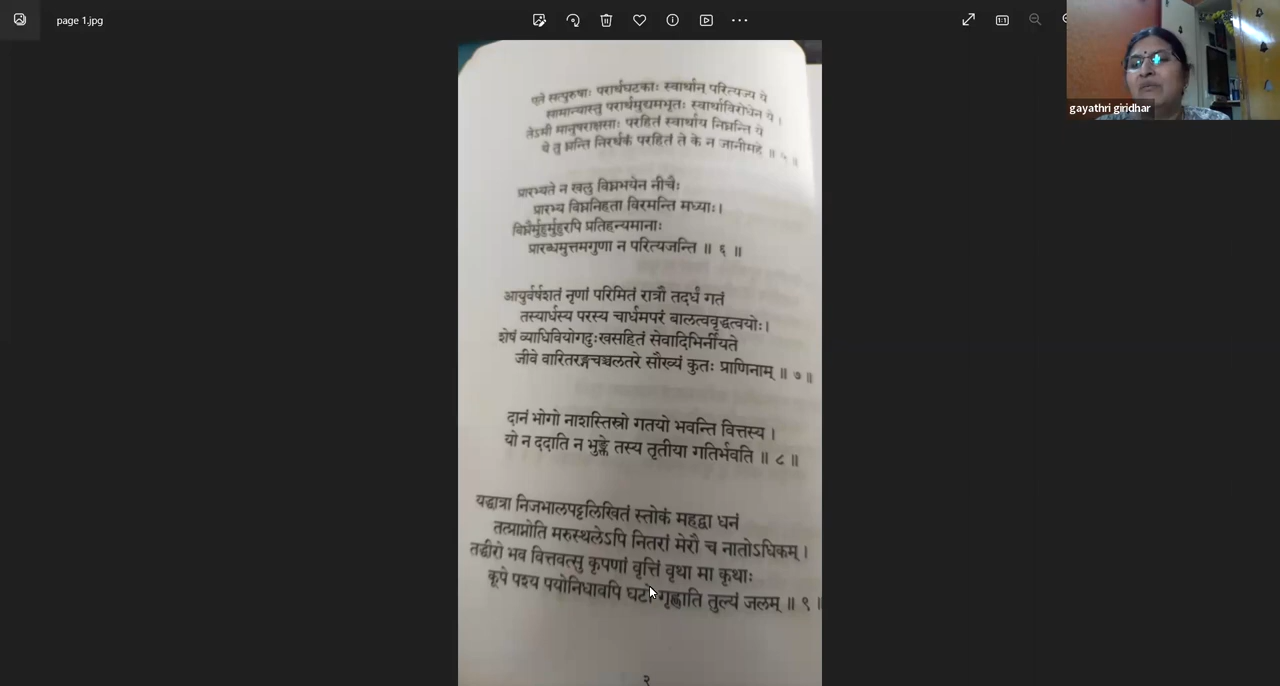 page 1.jpg
gayathri giridhar
एते सत्पुरुषाः परार्थघटकाः स्वार्थान् परित्यज्य ये
सामान्यास्तु परार्थमुद्यमभृतः स्वार्थाविरोधेन ये ।
तेऽमी मानुषराक्षसाः परहितं स्वार्थाय निघ्नन्ति ये
ये तु घ्नन्ति निरर्थकं परहितं ते के न जानीमहे ॥ ५ ॥
प्रारभ्यते न खलु विघ्नभयेन नीचैः
प्रारभ्य विघ्ननिहता विरमन्ति मध्याः ।
विघ्नैर्मुहुर्मुहुरपि प्रतिहन्यमानाः
प्रारब्धमुत्तमगुणा न परित्यजन्ति ॥ ६ ॥
आयुर्वर्षशतं नृणां परिमितं रात्रौ तदर्धं गतं
तस्यार्धस्य परस्य चार्धमपरं बालत्ववृद्धत्वयोः ।
शेषं व्याधिवियोगदुःखसहितं सेवादिभिर्नीयते
जीवे वारितरङ्गचञ्चलतरे सौख्यं कुतः प्राणिनाम् ॥ ७ ॥
दानं भोगो नाशस्तिस्रो गतयो भवन्ति वित्तस्य ।
यो न ददाति न भुङ्क्ते तस्य तृतीया गतिर्भवति ॥ ८ ॥
यद्धात्रा निजभालपट्टलिखितं स्तोकं महद्वा धनं
तत्प्राप्नोति मरुस्थलेऽपि नितरां मेरौ च नातोऽधिकम् ।
तद्धीरो भव वित्तवत्सु कृपणां वृत्तिं वृथा मा कृथाः
कूपे पश्य पयोनिधावपि घटो गृह्णाति तुल्यं जलम् ॥ ९ ॥
२